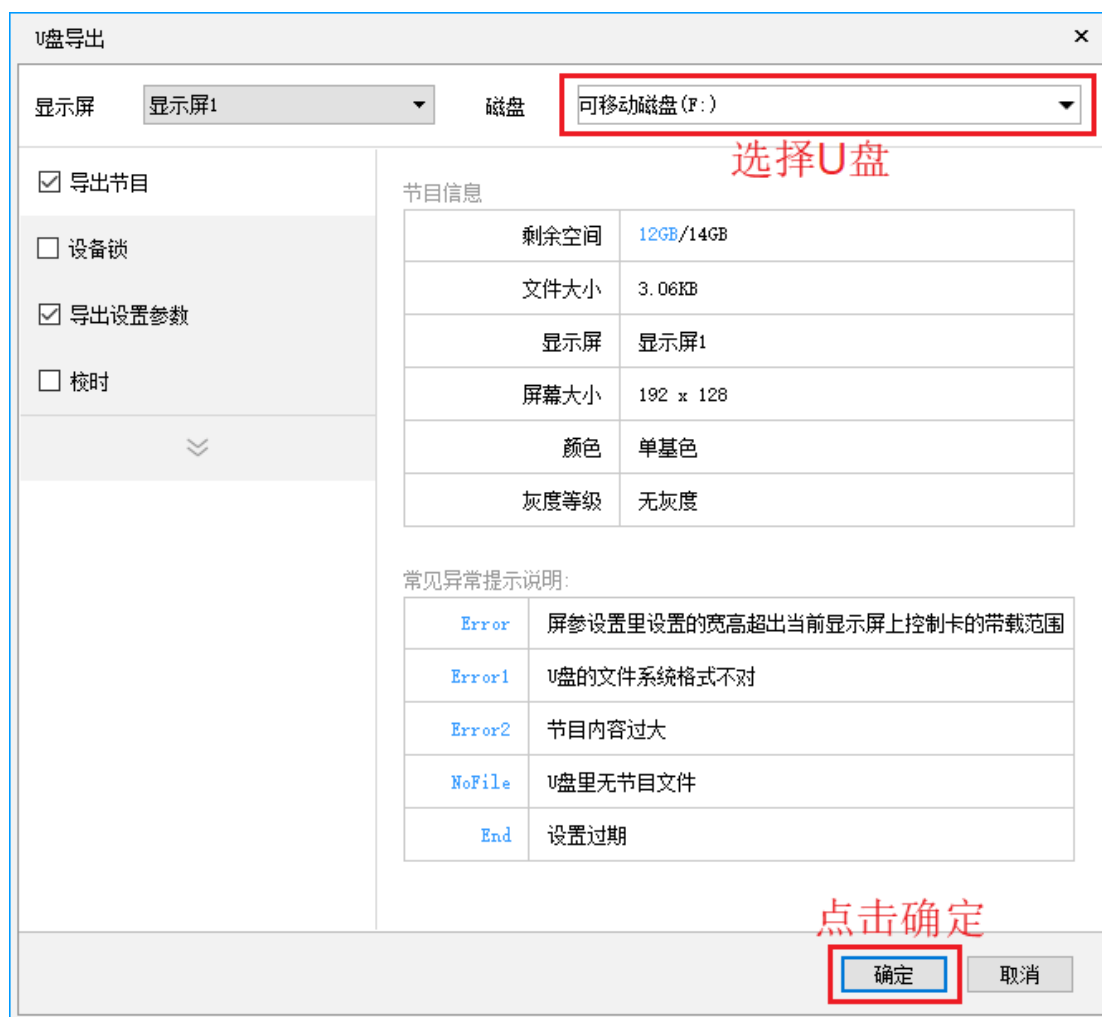 U盘导出
显示屏 显示屏1 磁盘 可移动磁盘(F:)
选择U盘
导出节目
设备锁
导出设置参数
校时
节目信息
剩余空间 12GB/14GB
文件大小 3.06KB
显示屏 显示屏1
屏幕大小 192 x 128
颜色 单基色
灰度等级 无灰度
常见异常提示说明:
Error 屏参设置里设置的宽高超出当前显示屏上控制卡的带载范围
Error1 U盘的文件系统格式不对
Error2 节目内容过大
NoFile U盘里无节目文件
End 设置过期
点击确定
确定 取消